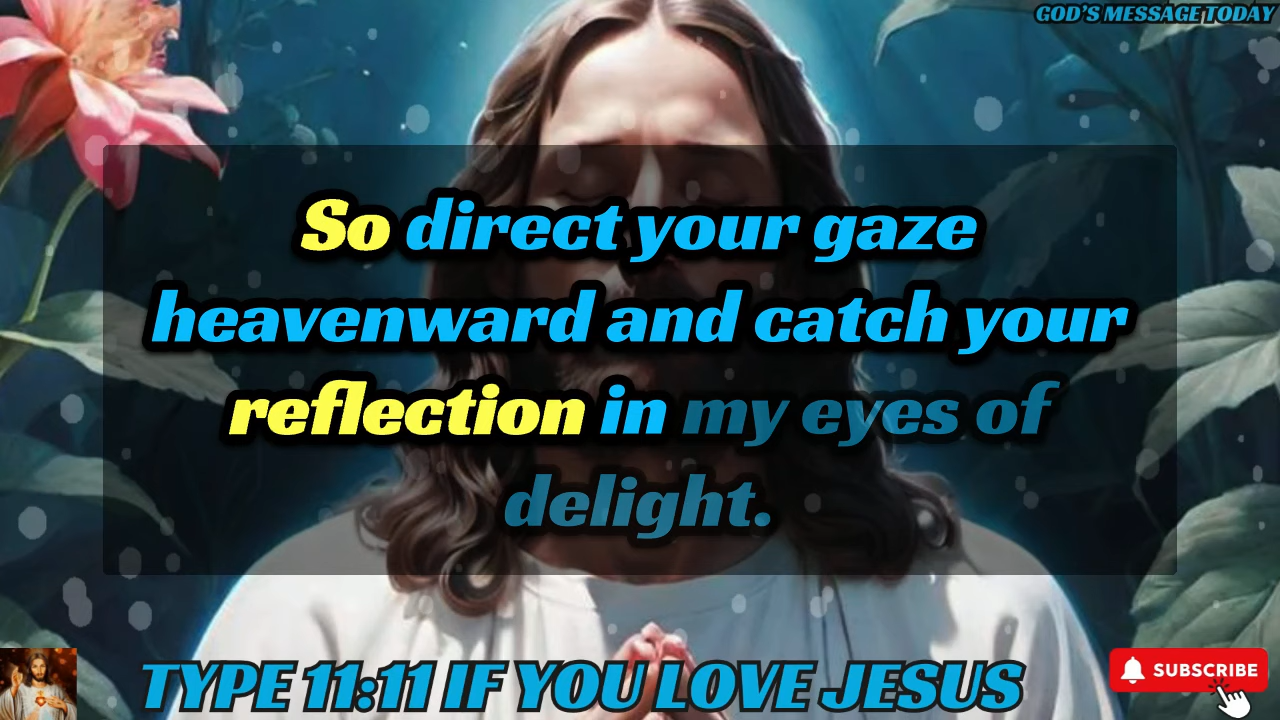 GOD'S MESSAGE TODAY
So direct your gaze
heavenward and catch your
reflection in my eyes of
delight.
TYPE 11:11 IF YOU LOVE JESUS
SUBSCRIBE